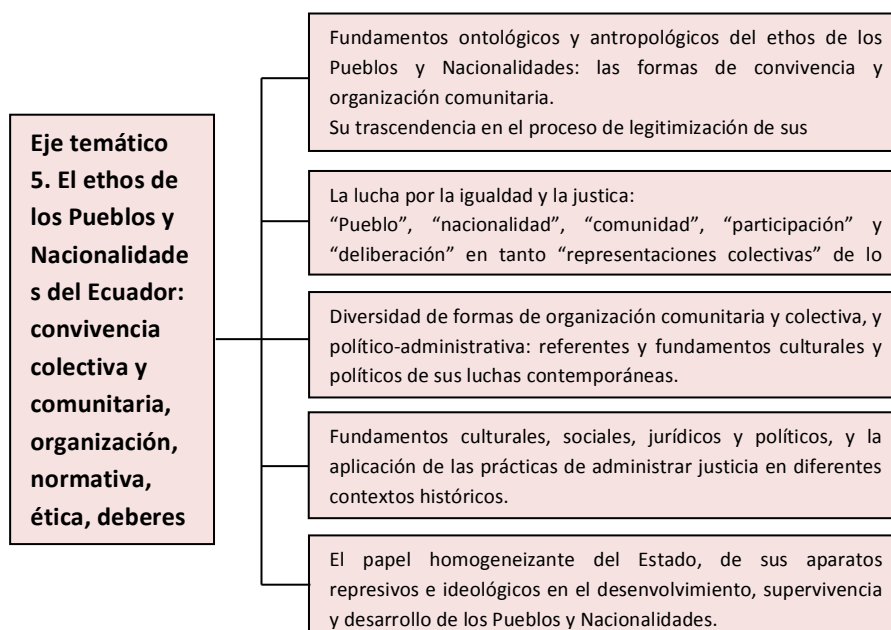 Eje temático
5. El ethos de
los Pueblos y
Nacionalidade
s del Ecuador:
convivencia
colectiva y
comunitaria,
organización,
normativa,
ética, deberes
Fundamentos ontológicos y antropológicos del ethos de los
Pueblos y Nacionalidades: las formas de convivencia y
organización comunitaria.
Su trascendencia en el proceso de legitimización de sus
La lucha por la igualdad y la justica:
“Pueblo”, “nacionalidad”, “comunidad”, “participación” y
“deliberación” en tanto “representaciones colectivas” de lo
Diversidad de formas de organización comunitaria y colectiva, y
político-administrativa: referentes y fundamentos culturales y
políticos de sus luchas contemporáneas.
Fundamentos culturales, sociales, jurídicos y políticos, y la
aplicación de las prácticas de administrar justicia en diferentes
contextos históricos.
El papel homogeneizante del Estado, de sus aparatos
represivos e ideológicos en el desenvolvimiento, supervivencia
y desarrollo de los Pueblos y Nacionalidades.